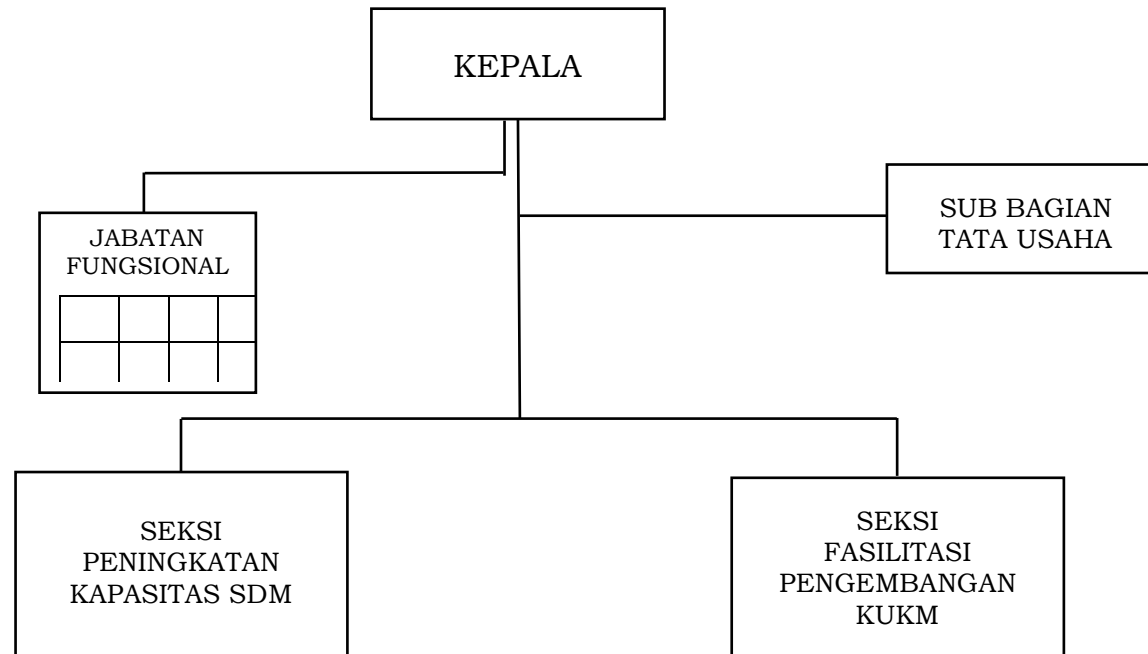 KEPALA
SUB BAGIAN
TATA USAHA
JABATAN
FUNGSIONAL
SEKSI
PENINGKATAN
KAPASITAS SDM
SEKSI
FASILITASI
PENGEMBANGAN
KUKM